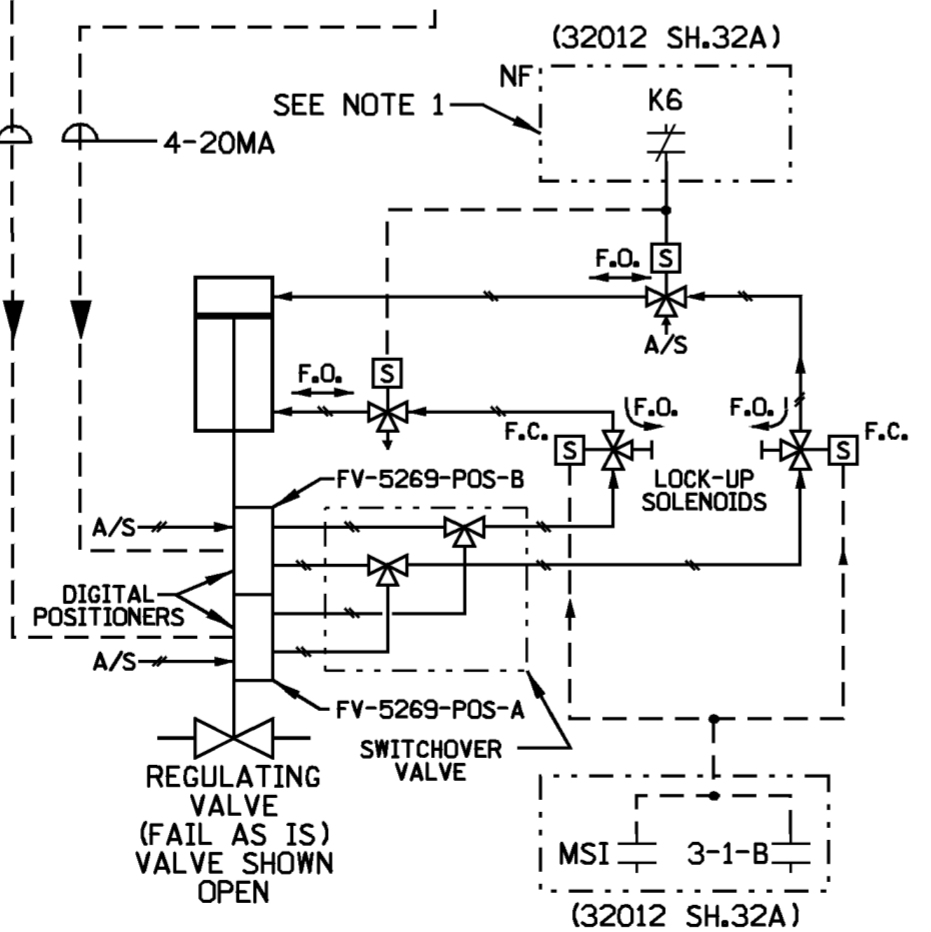 (32012 SH.32A)
NF
K6
SEE NOTE 1
4-20MA
F.O.
S
A/S
F.O.
S
F.O.
F.O.
F.C.
S
S
F.C.
LOCK-UP
SOLENOIDS
FV-5269-POS-B
A/S
DIGITAL
POSITIONERS
A/S
FV-5269-POS-A
SWITCHOVER
VALVE
REGULATING
VALVE
(FAIL AS IS)
VALVE SHOWN
OPEN
MSI
3-1-B
(32012 SH.32A)